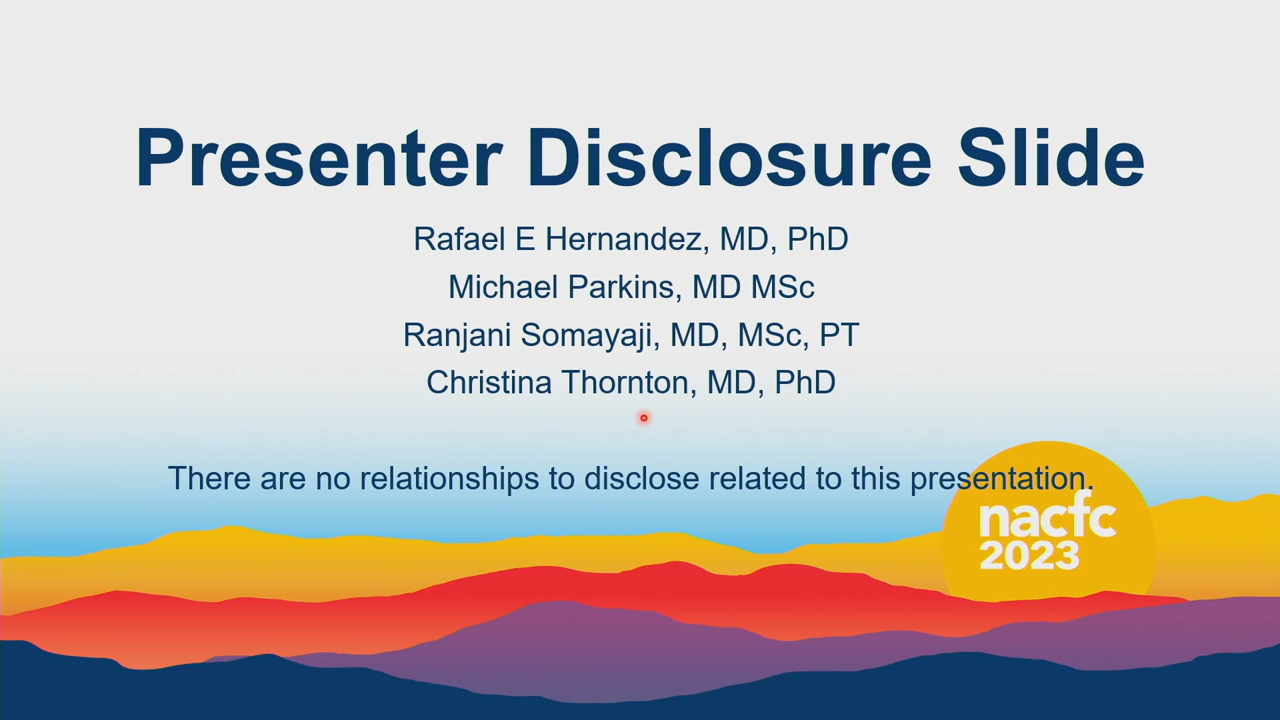 Presenter Disclosure Slide
Rafael E Hernandez, MD, PhD
Michael Parkins, MD MSc
Ranjani Somayaji, MD, MSc, PT
Christina Thornton, MD, PhD
There are no relationships to disclose related to this presentation.
nacfc
2023